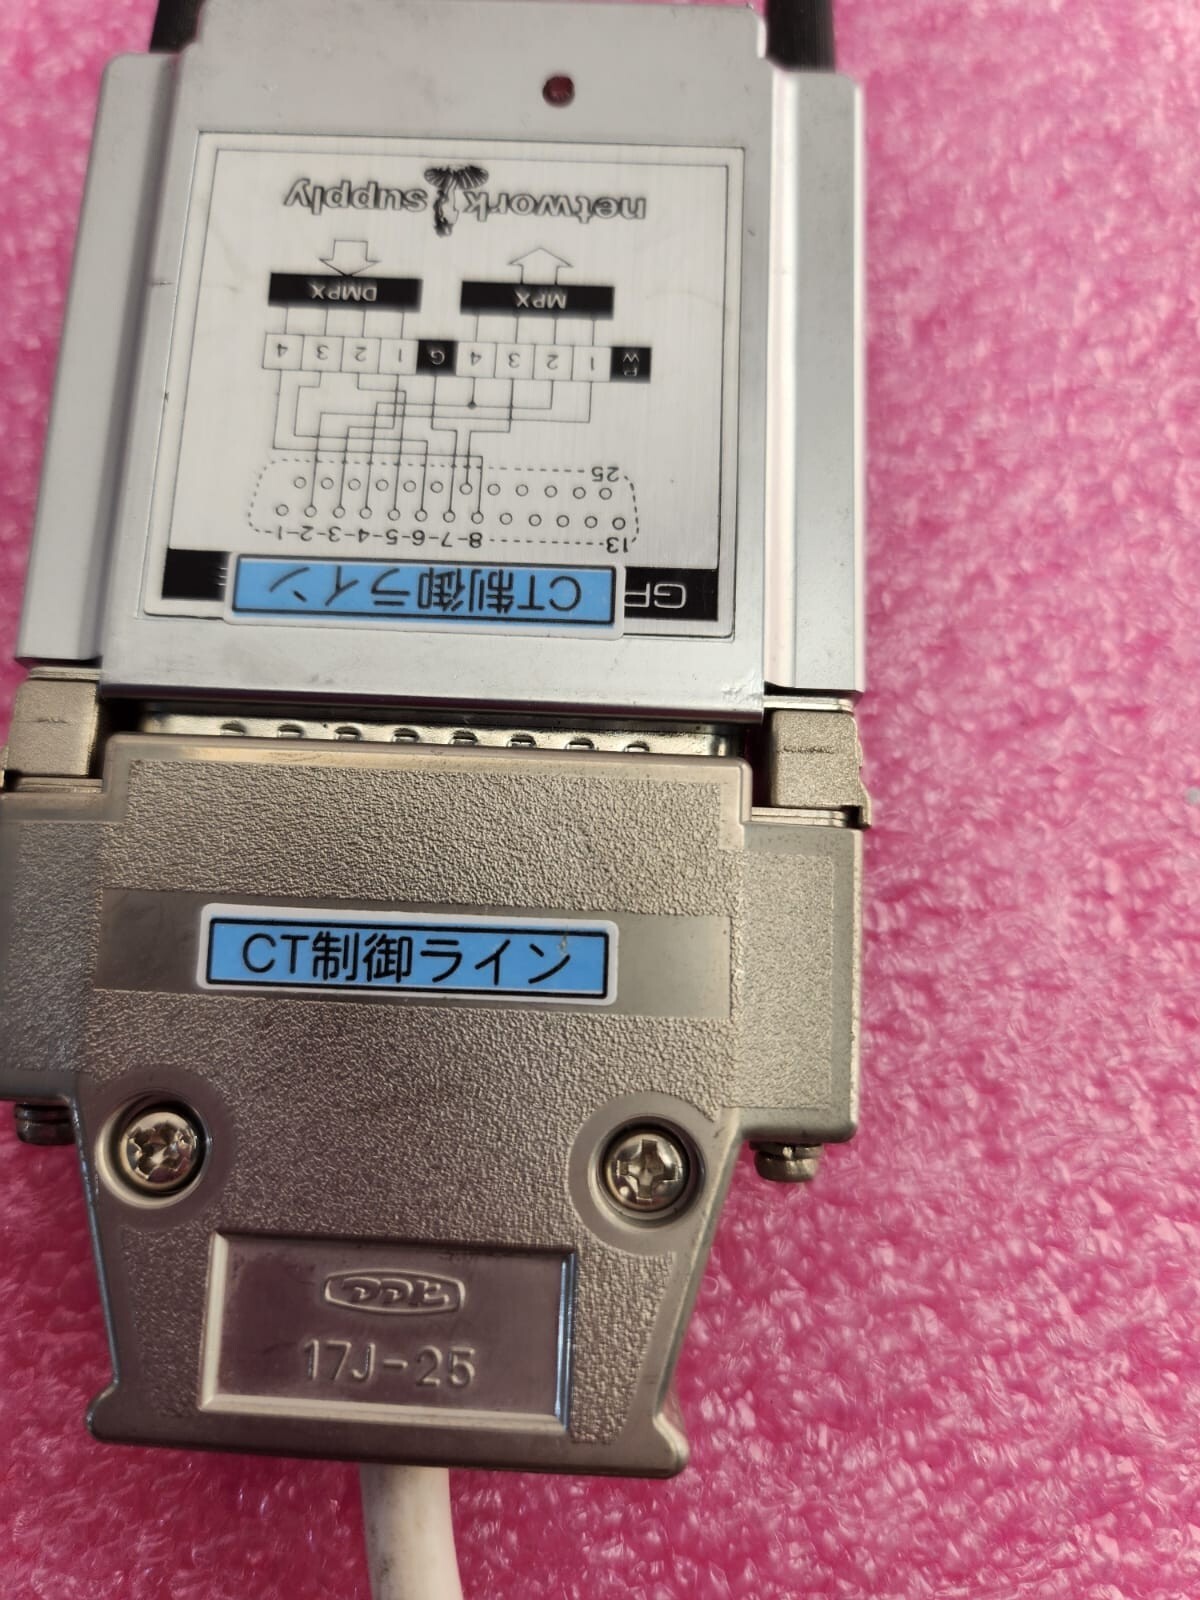 network supply
DMPX
MPX
4 3 2 1 G 4 3 2 1 PW
25
13 8-7-6-5-4-3-2-1
CT制御ライン
CT制御ライン
DDK
17J-25